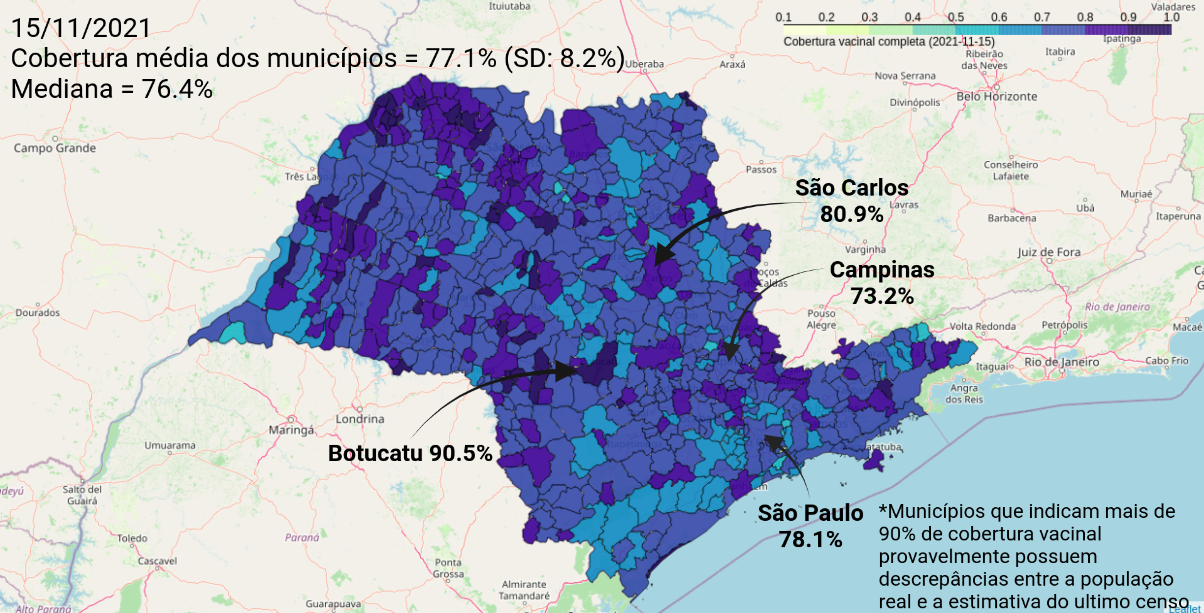 15/11/2021
Cobertura média dos municípios = 77.1% (SD: 8.2%)
Mediana = 76.4%
0.1 0.2 0.3 0.4 0.5 0.6 0.7 0.8 0.9 1.0
Cobertura vacinal completa (2021-11-15)
Ituiutaba
Valadares
Uberaba
Araxá
Ribeirão
das Neves
Itabira
Ipatinga
Nova Serrana
Belo Horizonte
Divinópolis
Campo Grande
Três
Passos
Conselheiro
Lafaiete
São Carlos
80.9%
Lavras
Barbacena
Ubá
Muriaé
Itaperuna
Varginha
Juiz de Fora
Campinas
73.2%
oços
de Caldas
Dourados
Pouso
Alegre
Volta Redonda
Petrópolis
Rio de Janeiro
Macaé
Itaguaí
Rio de Janeiro
Cabo Frio
Angra
dos Reis
Londrina
Maringá
Umuarama
Botucatu 90.5%
atatuba
Salto del
Guairá
São Paulo
78.1%
*Municípios que indicam mais de
90% de cobertura vacinal
provavelmente possuem
descrepâncias entre a população
real e a estimativa do ultimo censo
Toledo
Paraná
Cascavel
Ponta
Grossa
Almirante
Tamandaré
Guarapuava
Alto Paraná
Leaflet